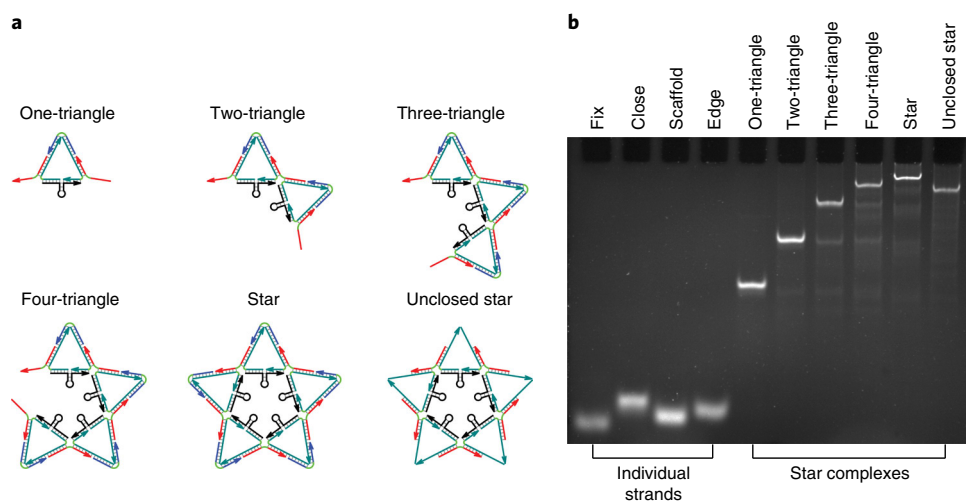 a
One-triangle
Two-triangle
Three-triangle
Four-triangle
Star
Unclosed star
b
Fix
Close
Scaffold
Edge
One-triangle
Two-triangle
Three-triangle
Four-triangle
Star
Unclosed star
Individual
strands
Star complexes